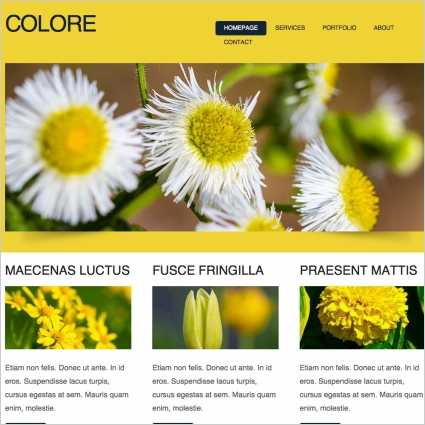 COLORE
HOMEPAGE SERVICES PORTFOLIO ABOUT
CONTACT
MAECENAS LUCTUS
Etiam non felis. Donec ut ante. In id
eros. Suspendisse lacus turpis,
cursus egestas at sem. Mauris quam
enim, molestie.
FUSCE FRINGILLA
Etiam non felis. Donec ut ante. In id
eros. Suspendisse lacus turpis,
cursus egestas at sem. Mauris quam
enim, molestie.
PRAESENT MATTIS
Etiam non felis. Donec ut ante. In id
eros. Suspendisse lacus turpis,
cursus egestas at sem. Mauris quam
enim, molestie.